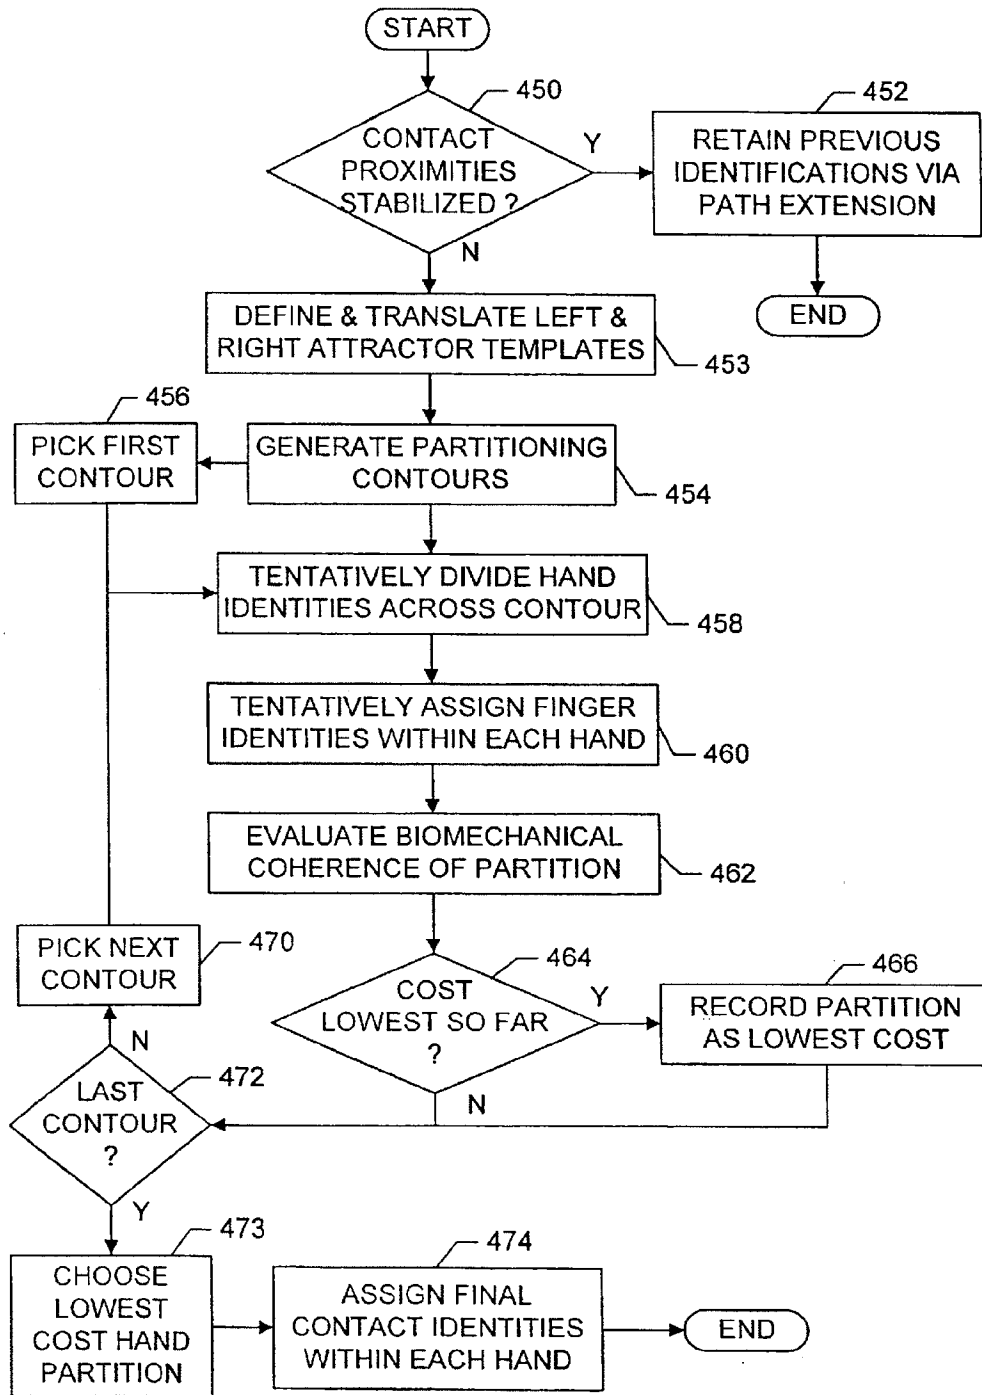 START
450
CONTACT
PROXIMITIES
STABILIZED ?
Y
N
452
RETAIN PREVIOUS
IDENTIFICATIONS VIA
PATH EXTENSION
END
DEFINE & TRANSLATE LEFT &
RIGHT ATTRACTOR TEMPLATES
453
456
PICK FIRST
CONTOUR
GENERATE PARTITIONING
CONTOURS
454
TENTATIVELY DIVIDE HAND
IDENTITIES ACROSS CONTOUR
458
TENTATIVELY ASSIGN FINGER
IDENTITIES WITHIN EACH HAND
460
EVALUATE BIOMECHANICAL
COHERENCE OF PARTITION
462
PICK NEXT
CONTOUR
470
464
COST
LOWEST SO FAR
?
Y
N
466
RECORD PARTITION
AS LOWEST COST
N
472
LAST
CONTOUR
?
Y
473
CHOOSE
LOWEST
COST HAND
PARTITION
474
ASSIGN FINAL
CONTACT IDENTITIES
WITHIN EACH HAND
END